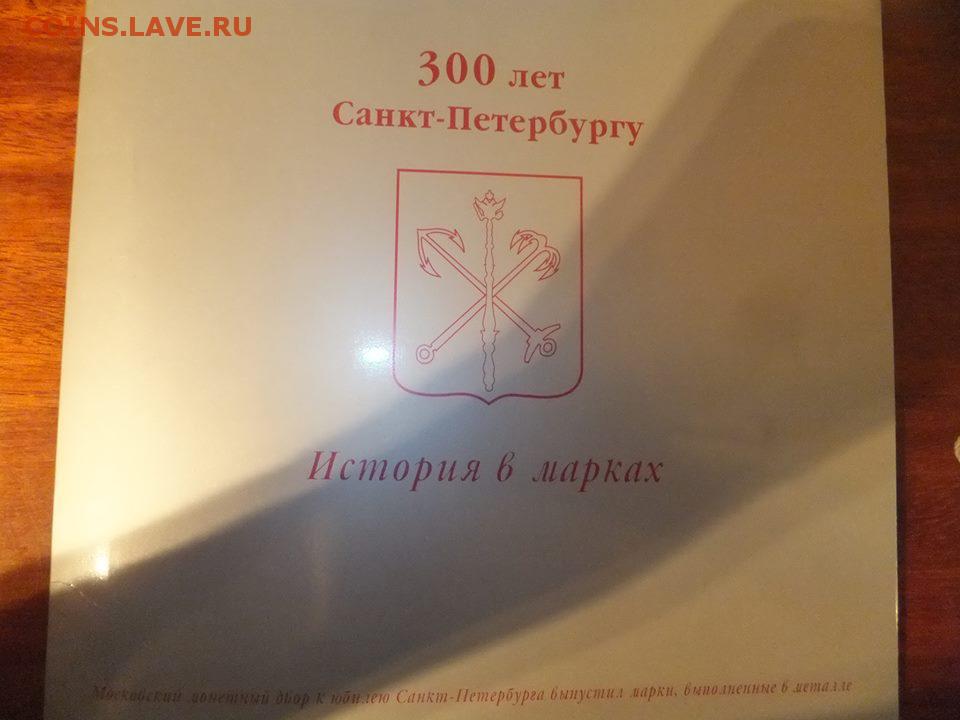 COINS.LAVE.RU
300 лет
Санкт-Петербургу
История в марках
Московский монетный двор к юбилею Санкт-Петербурга выпустил марки, выполненные в металле